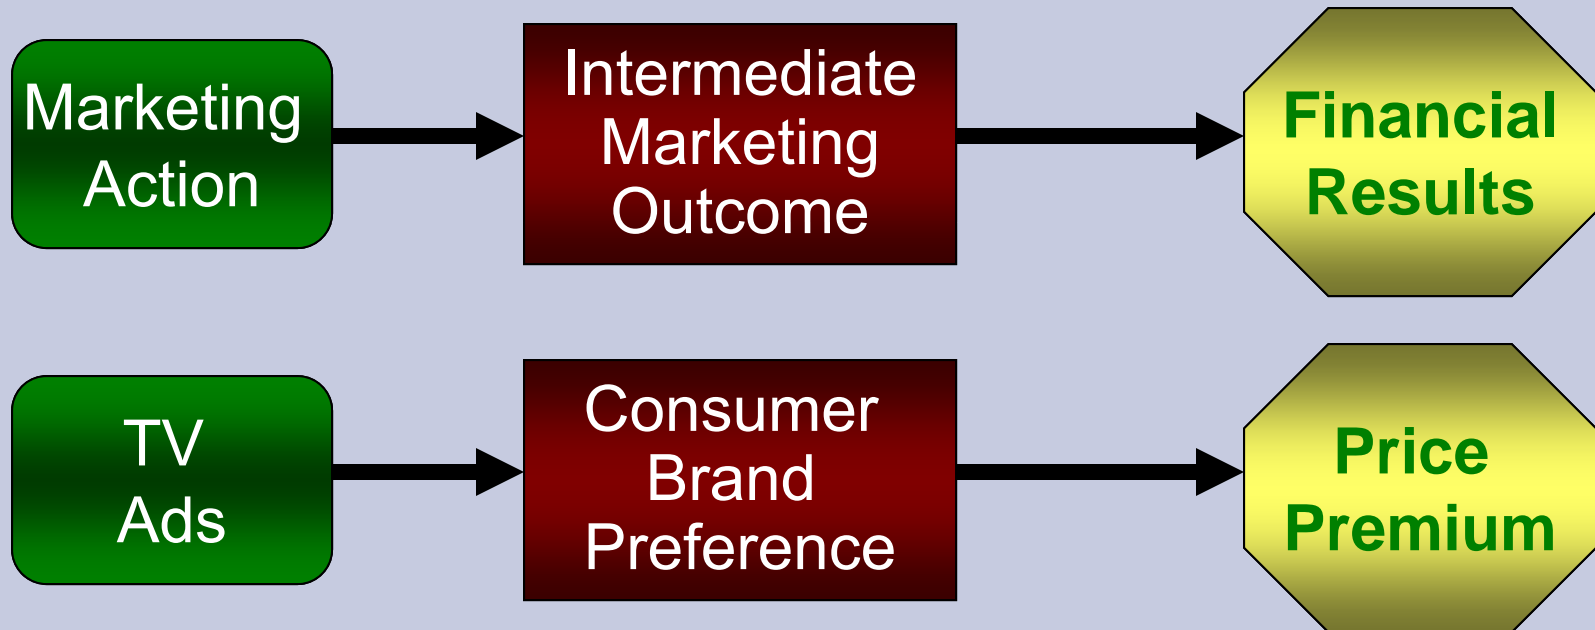 Marketing
Action
Intermediate
Marketing
Outcome
Financial
Results
TV
Ads
Consumer
Brand
Preference
Price
Premium